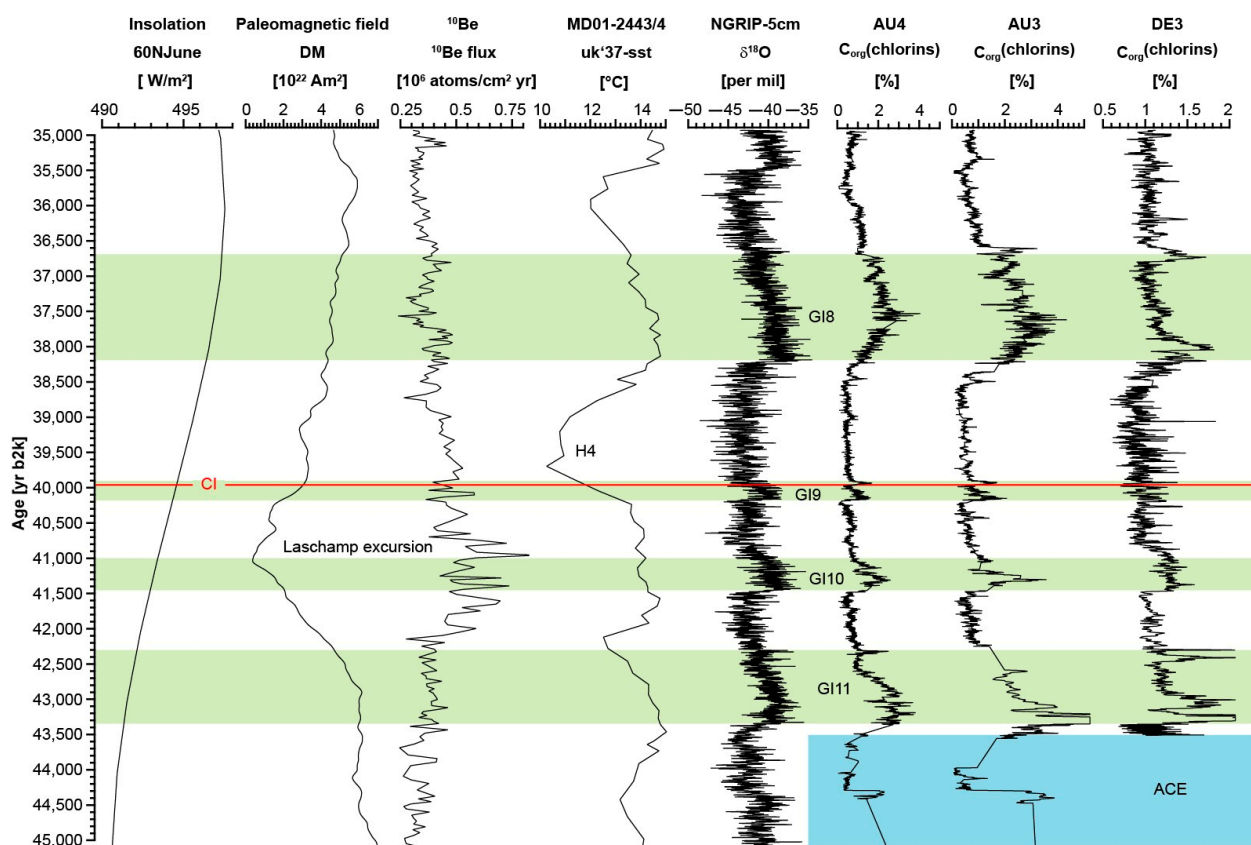 Insolation Paleomagnetic field ¹⁰Be MD01-2443/4 NGRIP-5cm AU4 AU3 DE3
60NJune DM ¹⁰Be flux uk‘37-sst δ¹⁸O Corg(chlorins) Corg(chlorins) Corg(chlorins)
[ W/m²] [10²² Am²] [10⁶ atoms/cm² yr] [°C] [per mil] [%] [%] [%]
490 495 0 2 4 6 0.25 0.5 0.75 10 12 14 −50 −45 −40 −35 0 2 4 0 2 4 0.5 1 1.5 2
35,000
35,500
36,000
36,500
37,000
37,500 GI8
38,000
38,500
39,000
39,500 H4
Age [yr b2k]
40,000 CI GI9
40,500
Laschamp excursion
41,000
GI10
41,500
42,000
42,500
43,000 GI11
43,500
44,000
ACE
44,500
45,000